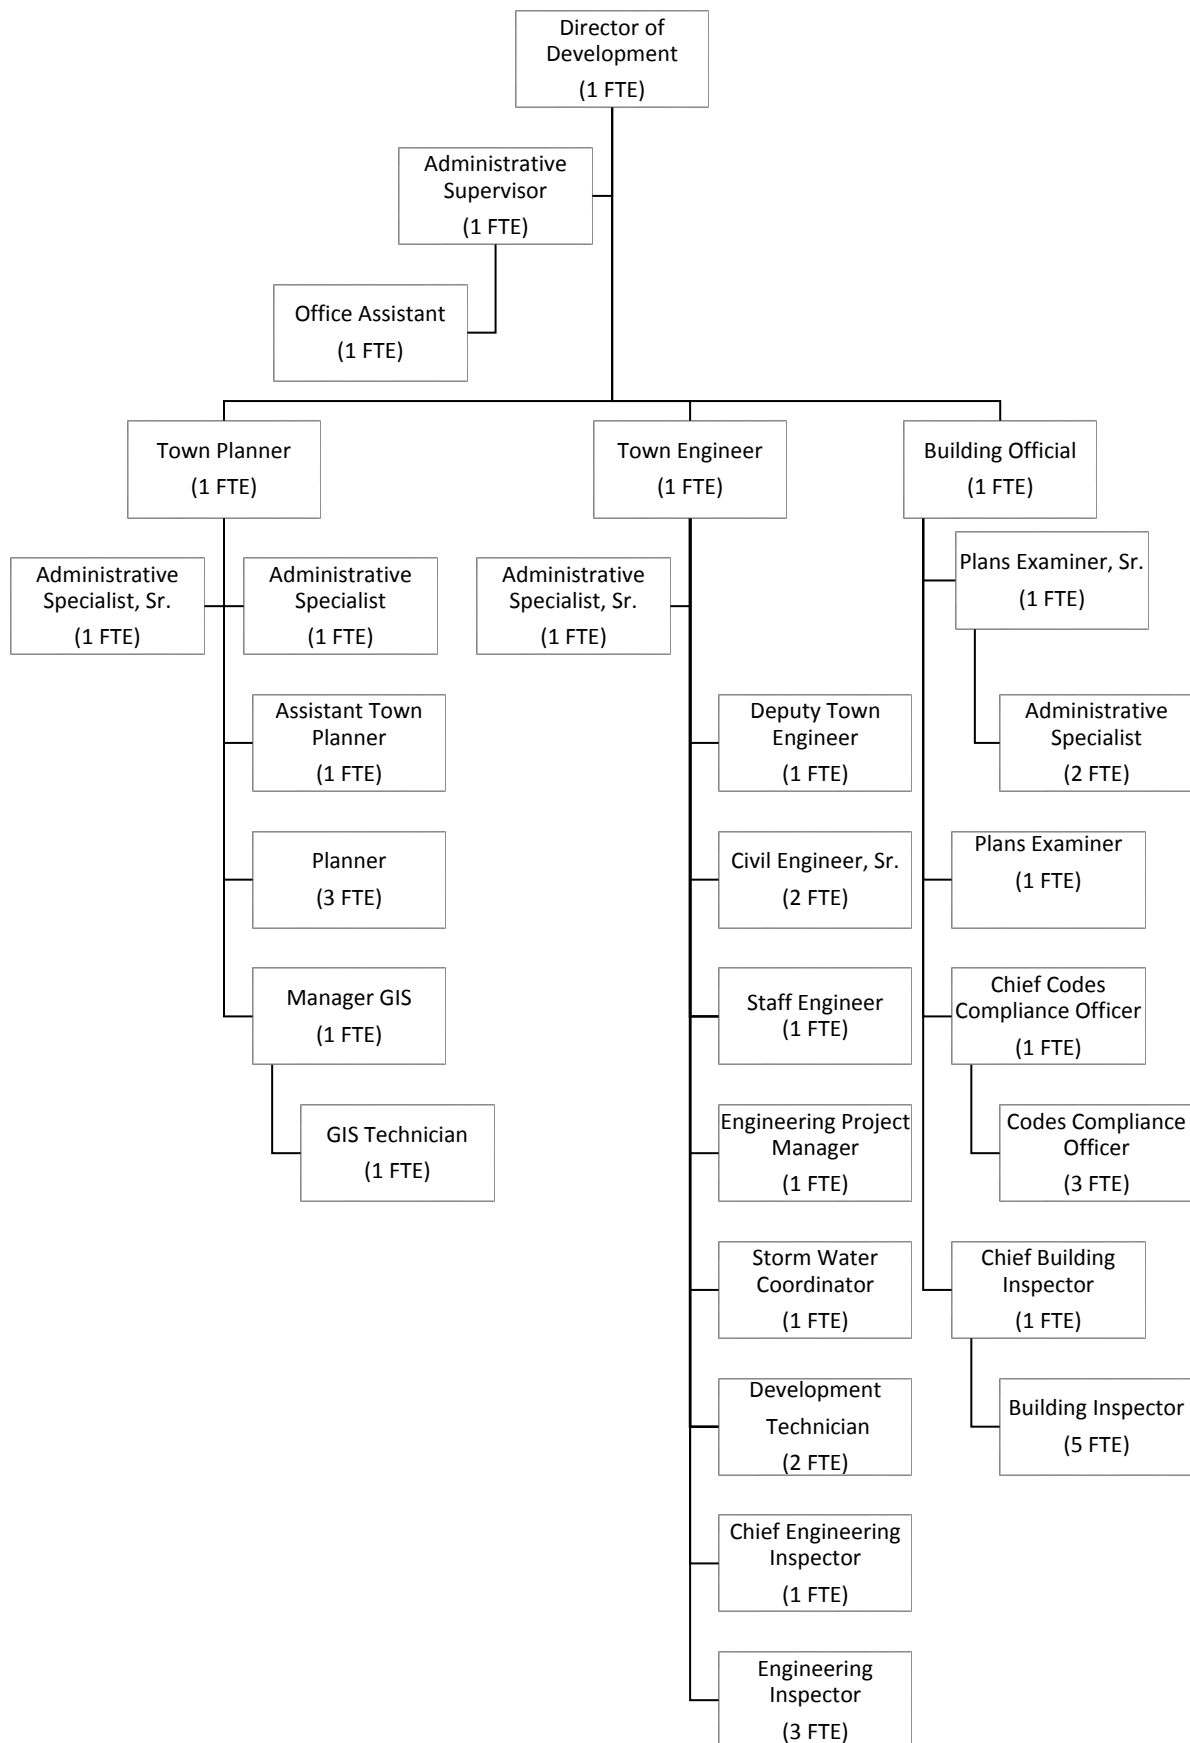 Director of
Development
(1 FTE)
Administrative
Supervisor
(1 FTE)
Office Assistant
(1 FTE)
Town Planner
(1 FTE)
Administrative
Specialist, Sr.
(1 FTE)
Administrative
Specialist
(1 FTE)
Assistant Town
Planner
(1 FTE)
Planner
(3 FTE)
Manager GIS
(1 FTE)
GIS Technician
(1 FTE)
Town Engineer
(1 FTE)
Administrative
Specialist, Sr.
(1 FTE)
Deputy Town
Engineer
(1 FTE)
Civil Engineer, Sr.
(2 FTE)
Staff Engineer
(1 FTE)
Engineering Project
Manager
(1 FTE)
Storm Water
Coordinator
(1 FTE)
Development
Technician
(2 FTE)
Chief Engineering
Inspector
(1 FTE)
Engineering
Inspector
(3 FTE)
Building Official
(1 FTE)
Plans Examiner, Sr.
(1 FTE)
Administrative
Specialist
(2 FTE)
Plans Examiner
(1 FTE)
Chief Codes
Compliance Officer
(1 FTE)
Codes Compliance
Officer
(3 FTE)
Chief Building
Inspector
(1 FTE)
Building Inspector
(5 FTE)